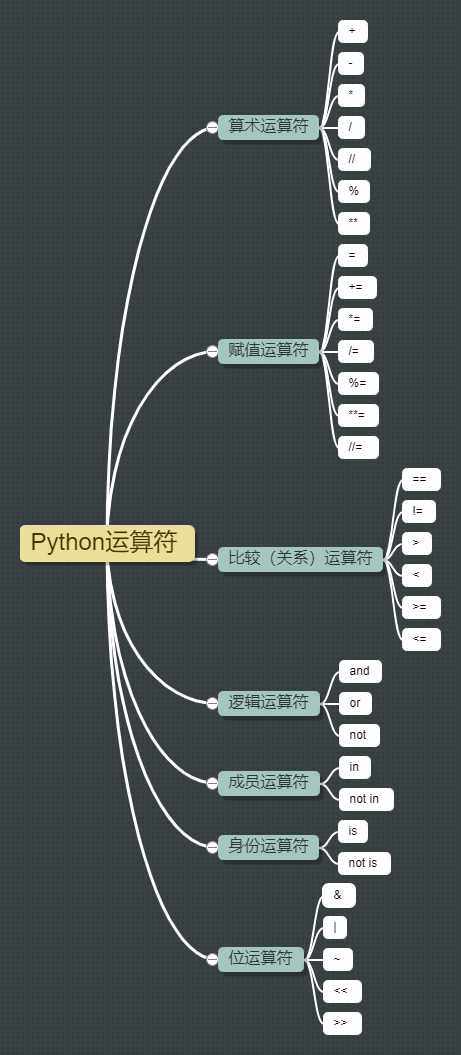 Python运算符
算术运算符
+
-
*
/
//
%
**
赋值运算符
=
+=
*=
/=
%=
**=
//=
比较（关系）运算符
==
!=
>
<
>=
<=
逻辑运算符
and
or
not
成员运算符
in
not in
身份运算符
is
not is
位运算符
&
|
~
<<
>>